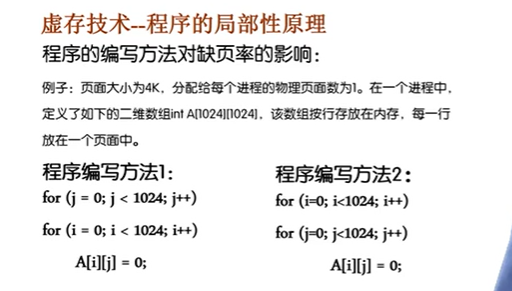 虚存技术--程序的局部性原理
程序的编写方法对缺页率的影响：
例子：页面大小为4K，分配给每个进程的物理页面数为1。在一个进程中，
定义了如下的二维数组int A[1024][1024]，该数组按行存放在内存，每一行
放在一个页面中。
程序编写方法1:
for (j = 0; j < 1024; j++)
for (i = 0; i < 1024; i++)
A[i][j] = 0;
程序编写方法2：
for (i=0; i<1024; i++)
for (j=0; j<1024; j++)
A[i][j] = 0;